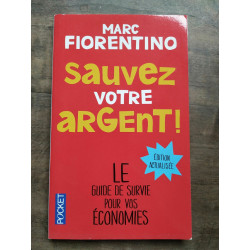 MARC
FIORENTINO
sauvez
VOTRE
arGenT!
ÉDITION
ACTUALISÉE
LE
GUIDE DE SURVIE
POUR VOS
ÉCONOMIES
POCKET